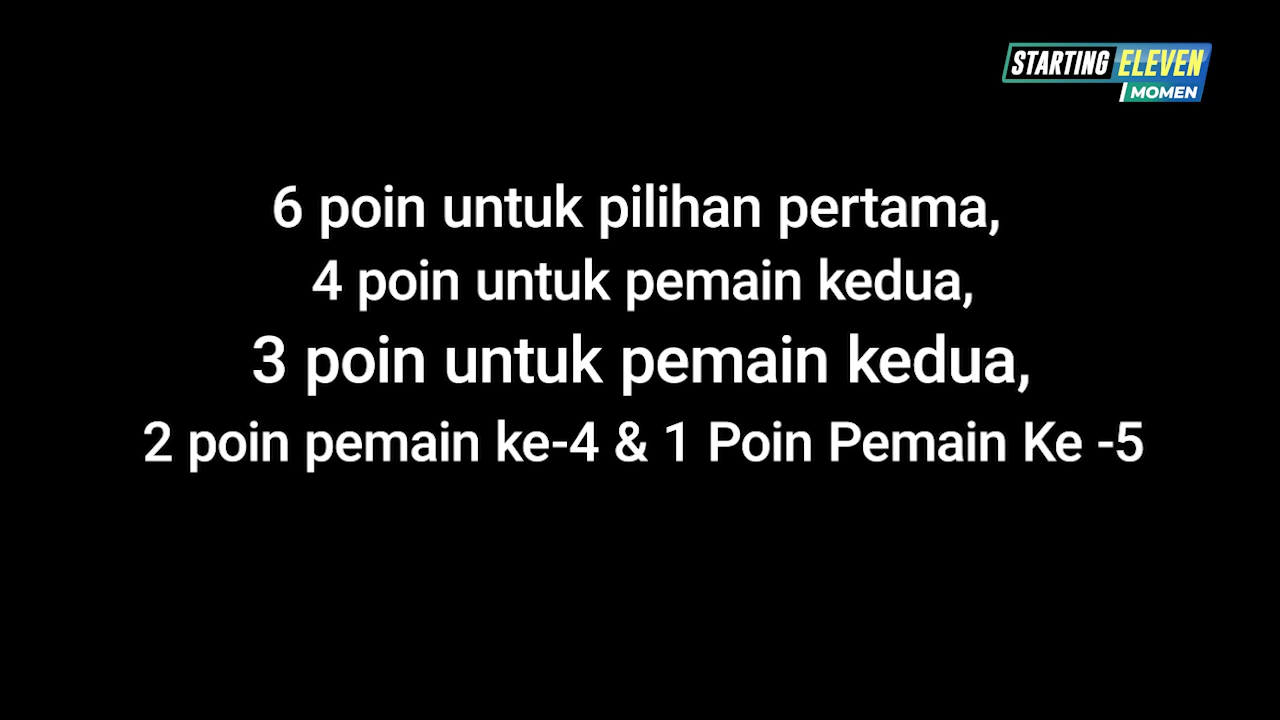 STARTING ELEVEN
MOMEN
6 poin untuk pilihan pertama,
4 poin untuk pemain kedua,
3 poin untuk pemain kedua,
2 poin pemain ke-4 & 1 Poin Pemain Ke -5